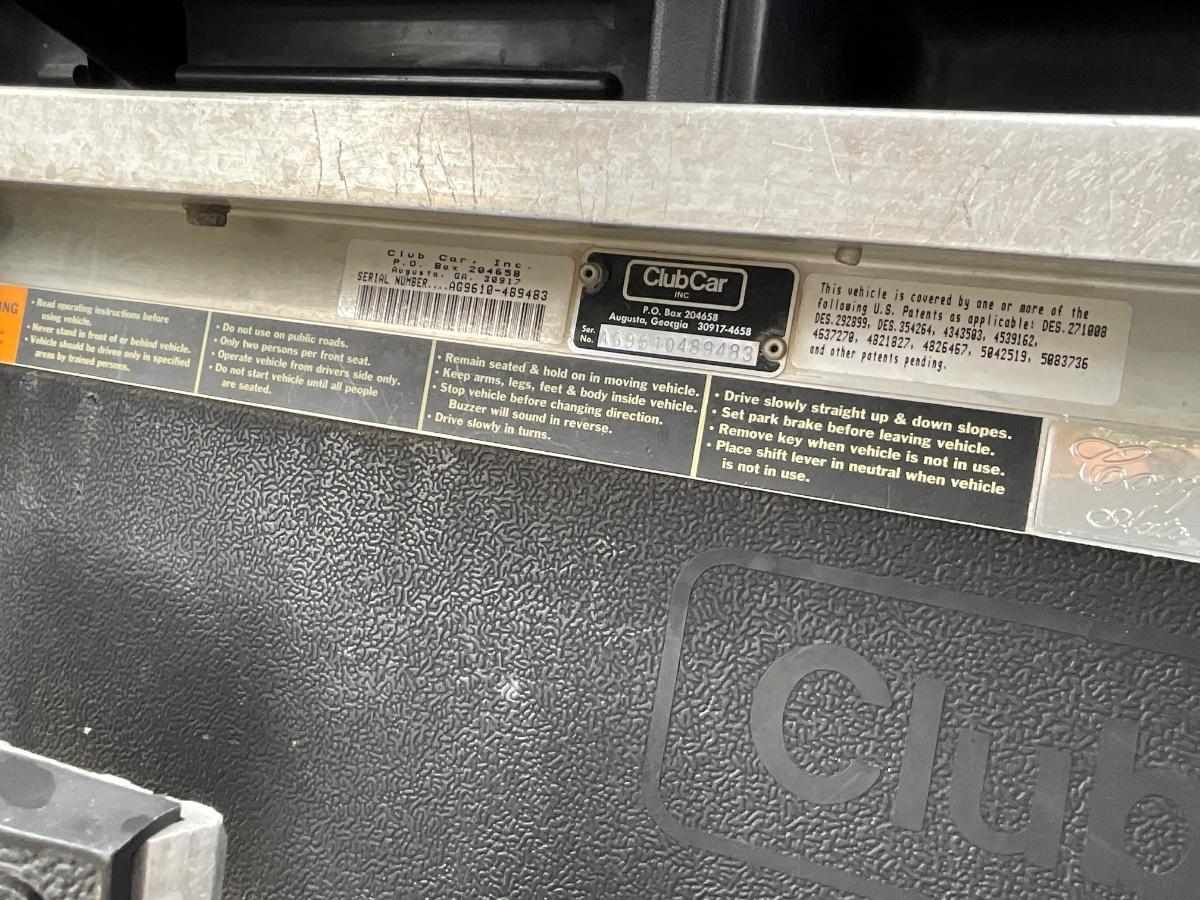 Club Car, Inc.
P.O. Box 204658
Augusta, GA. 30917
SERIAL NUMBER....AG9610-489483
ClubCar
INC
P.O. Box 204658
Augusta, Georgia 30917-4658
Ser.
No.
AG9610489483
This vehicle is covered by one or more of the
following U.S. Patents as applicable: DES.271008
DES.292899, DES.354264, 4343503, 4539162,
4637270, 4821827, 4826467, 5042519, 5083736
and other patents pending.
NG
• Read operating instructions before
using vehicle.
• Never stand in front of or behind vehicle.
• Vehicle should be driven only in specified
areas by trained persons.
• Do not use on public roads.
• Only two persons per front seat.
• Operate vehicle from drivers side only.
• Do not start vehicle until all people
are seated.
• Remain seated & hold on in moving vehicle.
• Keep arms, legs, feet & body inside vehicle.
• Stop vehicle before changing direction.
Buzzer will sound in reverse.
• Drive slowly in turns.
• Drive slowly straight up & down slopes.
• Set park brake before leaving vehicle.
• Remove key when vehicle is not in use.
• Place shift lever in neutral when vehicle
is not in use.
Club